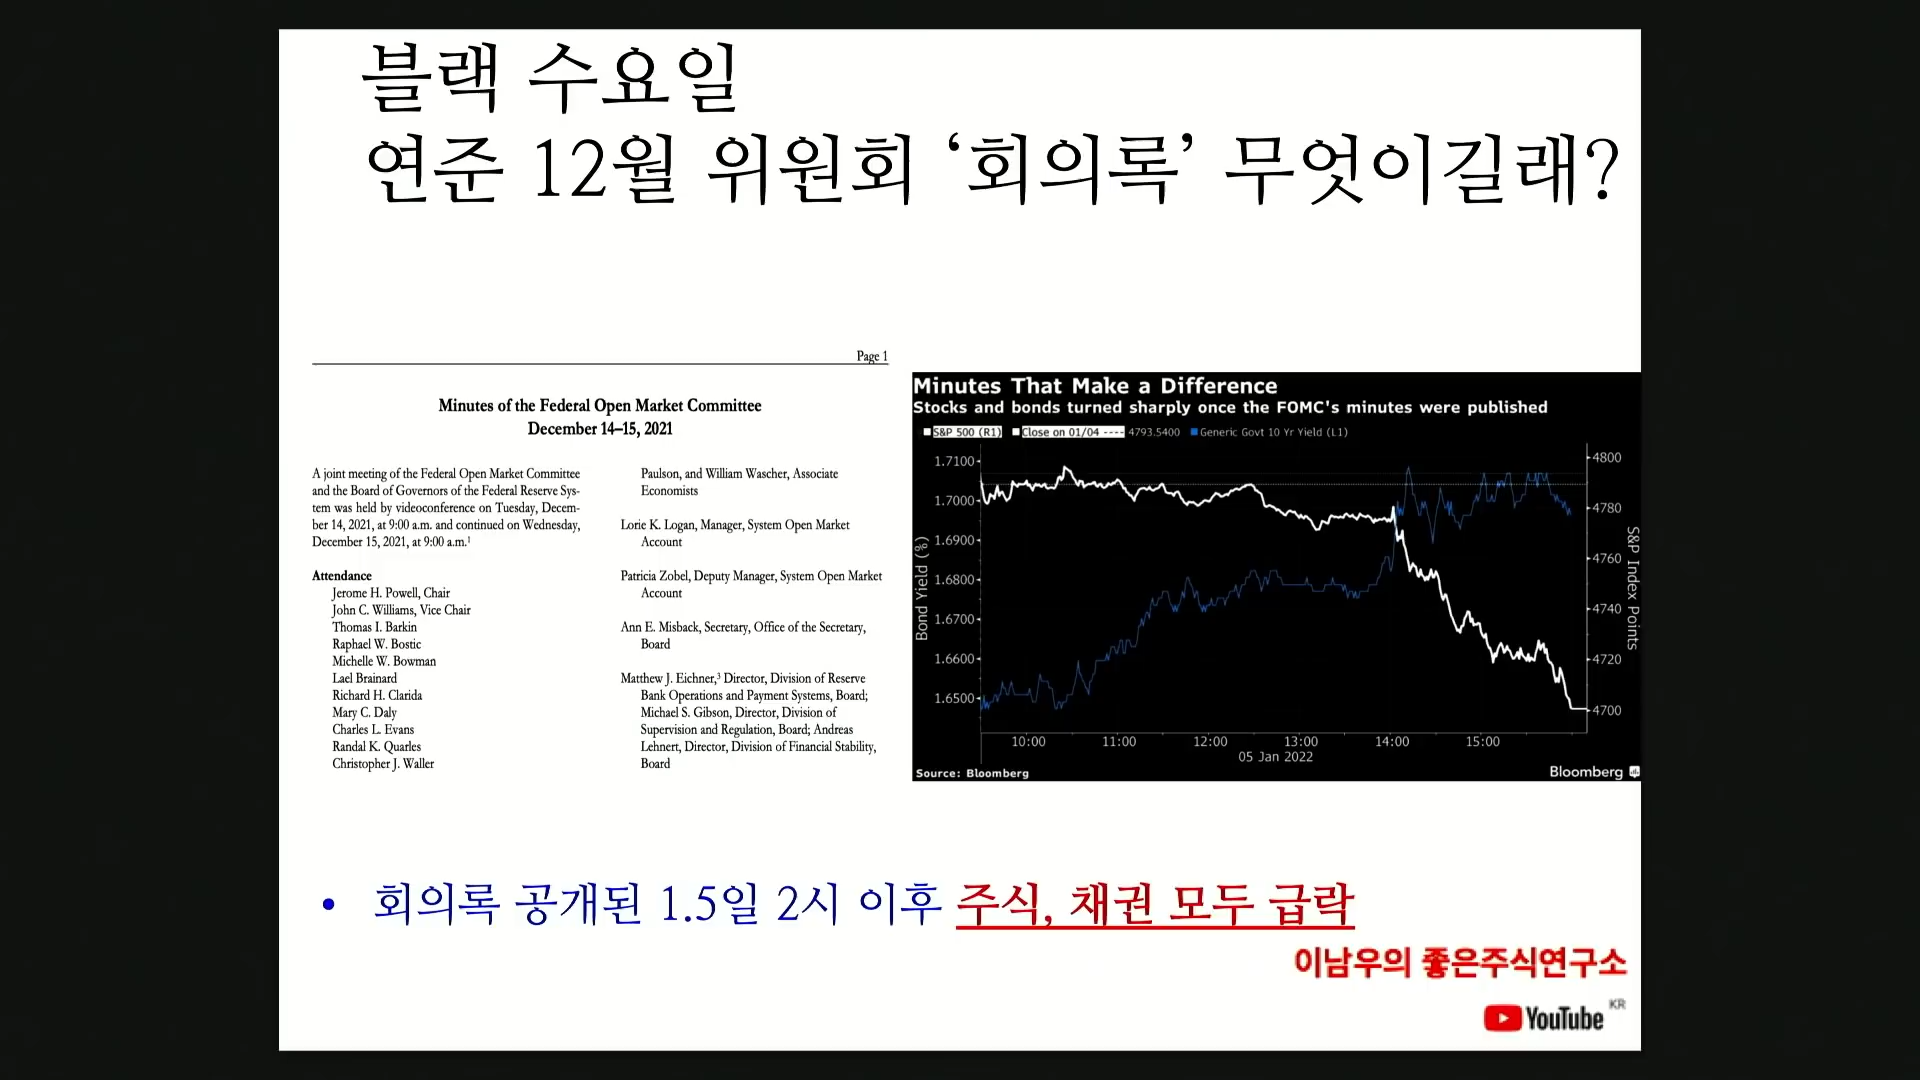 블랙 수요일
연준 12월 위원회 ‘회의록’ 무엇이길래?
Page 1
Minutes of the Federal Open Market Committee
December 14–15, 2021
A joint meeting of the Federal Open Market Committee
and the Board of Governors of the Federal Reserve Sys-
tem was held by videoconference on Tuesday, Decem-
ber 14, 2021, at 9:00 a.m. and continued on Wednesday,
December 15, 2021, at 9:00 a.m.¹
Attendance
Jerome H. Powell, Chair
John C. Williams, Vice Chair
Thomas I. Barkin
Raphael W. Bostic
Michelle W. Bowman
Lael Brainard
Richard H. Clarida
Mary C. Daly
Charles L. Evans
Randal K. Quarles
Christopher J. Waller
Paulson, and William Wascher, Associate
Economists
Lorie K. Logan, Manager, System Open Market
Account
Patricia Zobel, Deputy Manager, System Open Market
Account
Ann E. Misback, Secretary, Office of the Secretary,
Board
Matthew J. Eichner,³ Director, Division of Reserve
Bank Operations and Payment Systems, Board;
Michael S. Gibson, Director, Division of
Supervision and Regulation, Board; Andreas
Lehnert, Director, Division of Financial Stability,
Board
Minutes That Make a Difference
Stocks and bonds turned sharply once the FOMC's minutes were published
S&P 500 (R1) Close on 01/04 ---- 4793.5400 Generic Govt 10 Yr Yield (L1)
Bond Yield (%)
1.7100
1.7000
1.6900
1.6800
1.6700
1.6600
1.6500
4800
4780
4760
4740
4720
4700
S&P Index Points
10:00 11:00 12:00 13:00 14:00 15:00
05 Jan 2022
Source: Bloomberg
Bloomberg
• 회의록 공개된 1.5일 2시 이후 주식, 채권 모두 급락
이남우의 좋은주식연구소
YouTube KR